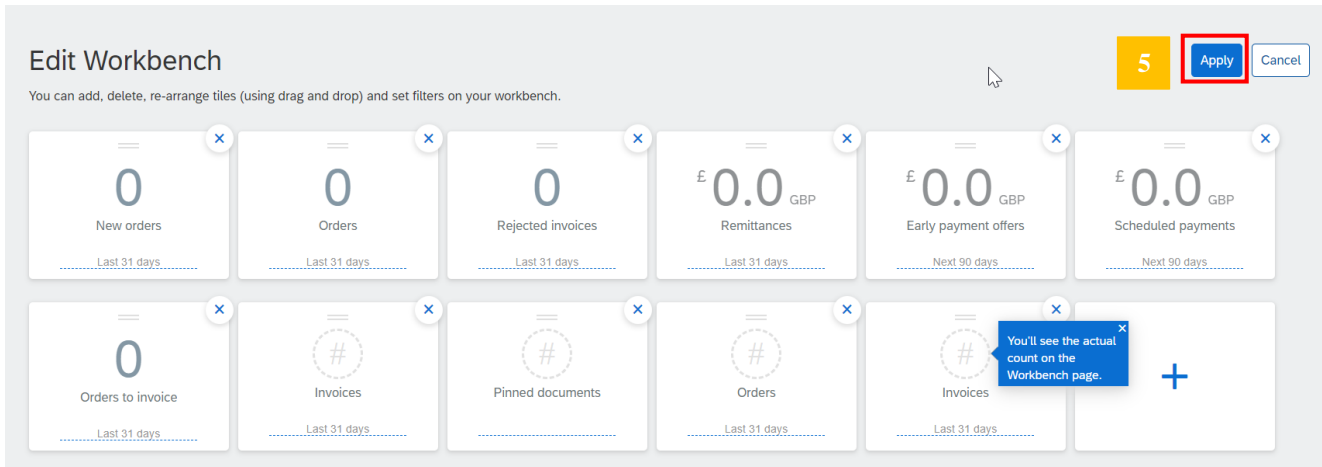 Edit Workbench
5
Apply
Cancel
You can add, delete, re-arrange tiles (using drag and drop) and set filters on your workbench.
0
New orders
Last 31 days
0
Orders
Last 31 days
0
Rejected invoices
Last 31 days
£ 0.0 GBP
Remittances
Last 31 days
£ 0.0 GBP
Early payment offers
Next 90 days
£ 0.0 GBP
Scheduled payments
Next 90 days
0
Orders to invoice
Last 31 days
#
Invoices
Last 31 days
#
Pinned documents
#
Orders
Last 31 days
#
Invoices
Last 31 days
You'll see the actual
count on the
Workbench page.
+